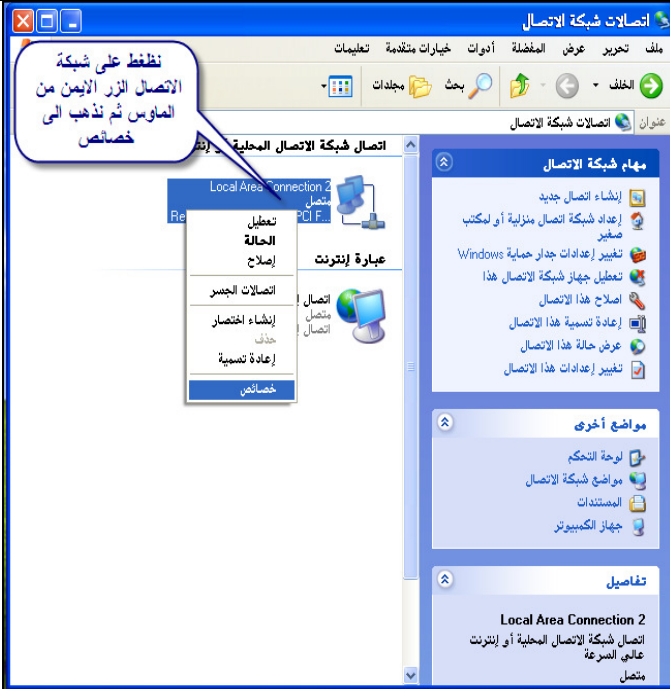 اتصالات شبكة الاتصال
ملف تحرير عرض المفضلة أدوات خيارات متقدمة تعليمات
الخلف بحث مجلدات
عنوان اتصالات شبكة الاتصال
نظغط على شبكة
الاتصال الزر الايمن من
الماوس ثم نذهب الى
خصائص
مهام شبكة الاتصال
إنشاء اتصال جديد
إعداد شبكة اتصال منزلية أو لمكتب
صغير
تغيير إعدادات جدار حماية Windows
تعطيل جهاز شبكة الاتصال هذا
اصلاح هذا الاتصال
إعادة تسمية هذا الاتصال
عرض حالة هذا الاتصال
تغيير إعدادات هذا الاتصال
مواضع أخرى
لوحة التحكم
مواضع شبكة الاتصال
المستندات
جهاز الكمبيوتر
تفاصيل
Local Area Connection 2
اتصال شبكة الاتصال المحلية أو إنترنت
عالي السرعة
متصل
اتصال شبكة الاتصال المحلية أو
Local Area Connection 2
متصل
PCI F...
عبارة إنترنت
اتصال
متصل
اتصال
تعطيل
الحالة
إصلاح
اتصالات الجسر
إنشاء اختصار
حذف
إعادة تسمية
خصائص